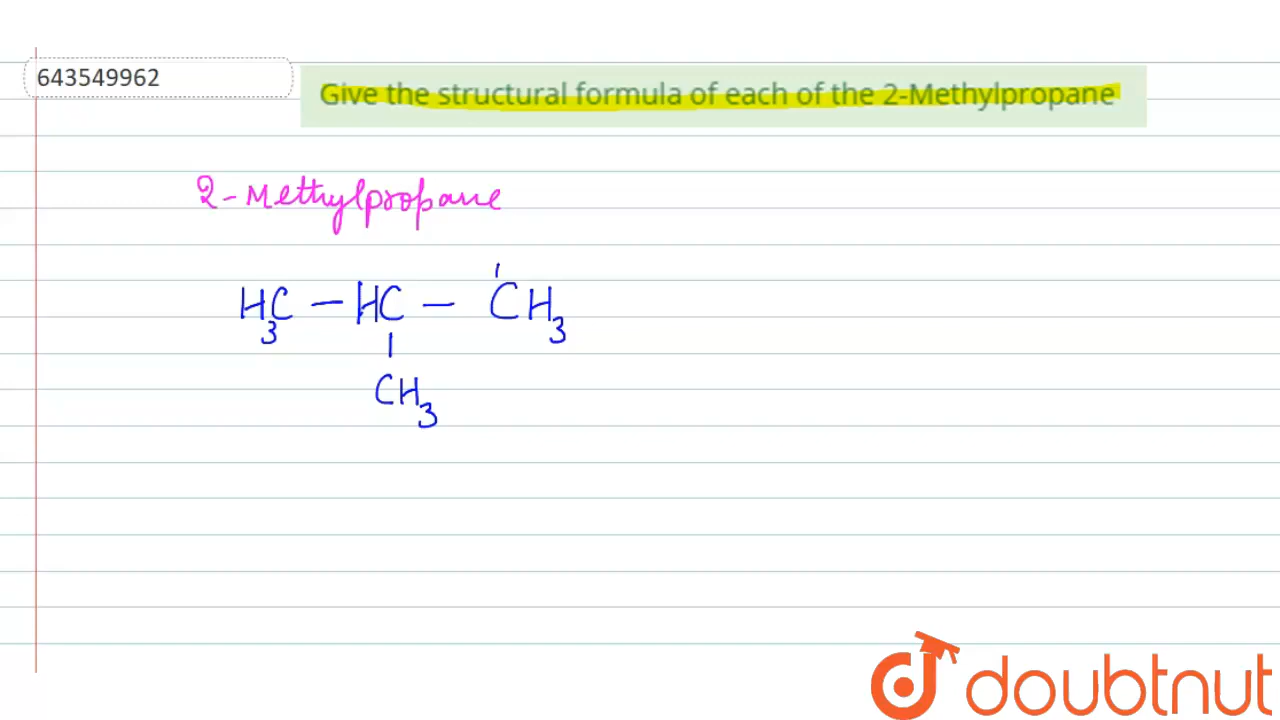 643549962
Give the structural formula of each of the 2-Methylpropane
2-Methylpropane
H₃C — HC — CH₃
|
CH₃
doubtnut